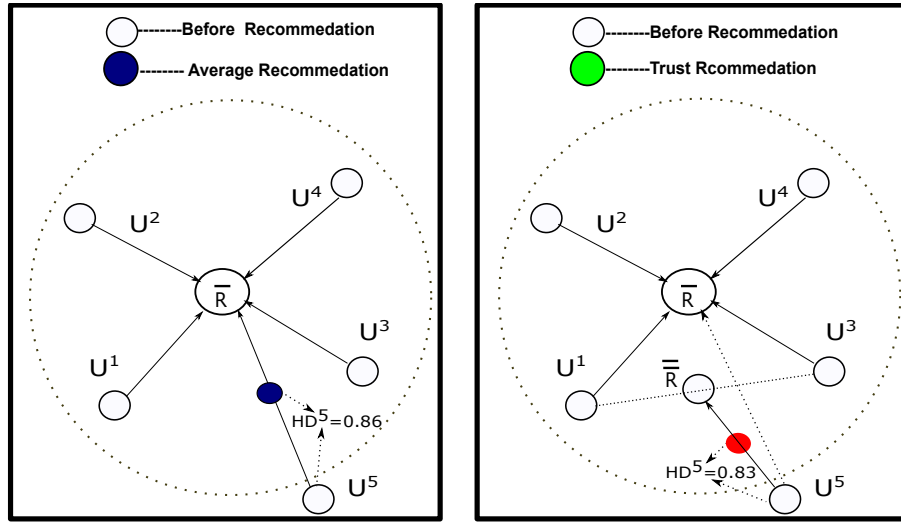 --------Before Recommedation
-------- Average Recommedation
U⁴
U²
R̅
U³
U¹
HD⁵=0.86
U⁵
--------Before Recommedation
--------Trust Rcommedation
U⁴
U²
R̅
U³
U¹
R̿
HD⁵=0.83
U⁵